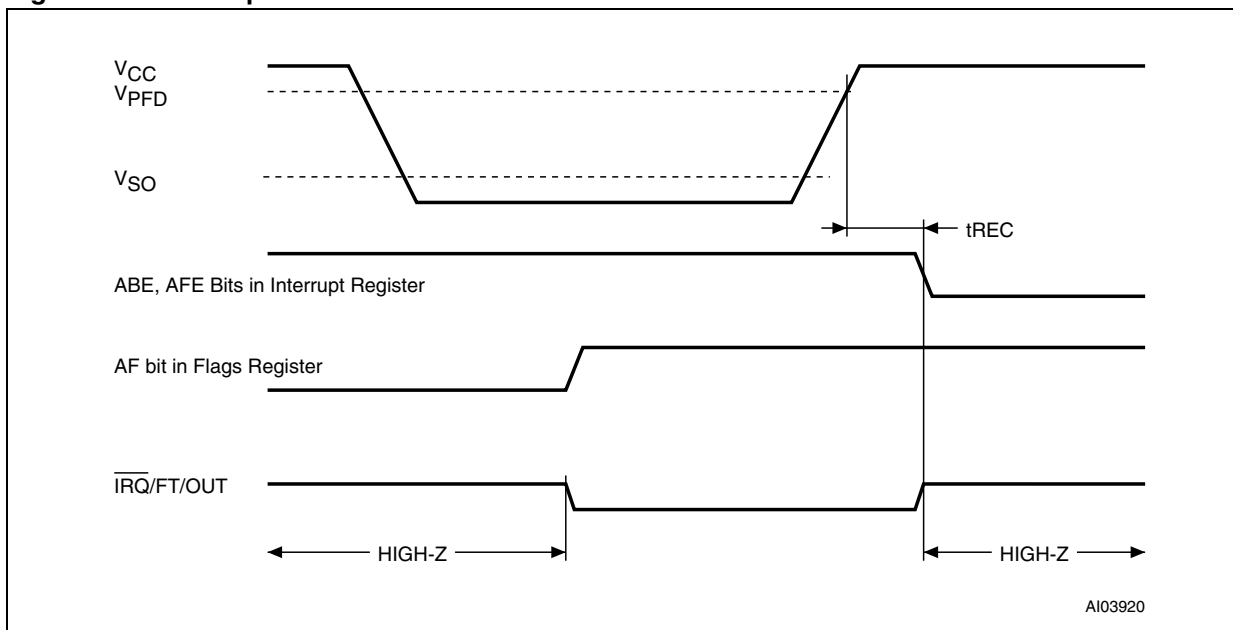 VCC
VPFD
VSO
tREC
ABE, AFE Bits in Interrupt Register
AF bit in Flags Register
IRQ/FT/OUT
HIGH-Z
HIGH-Z
AI03920